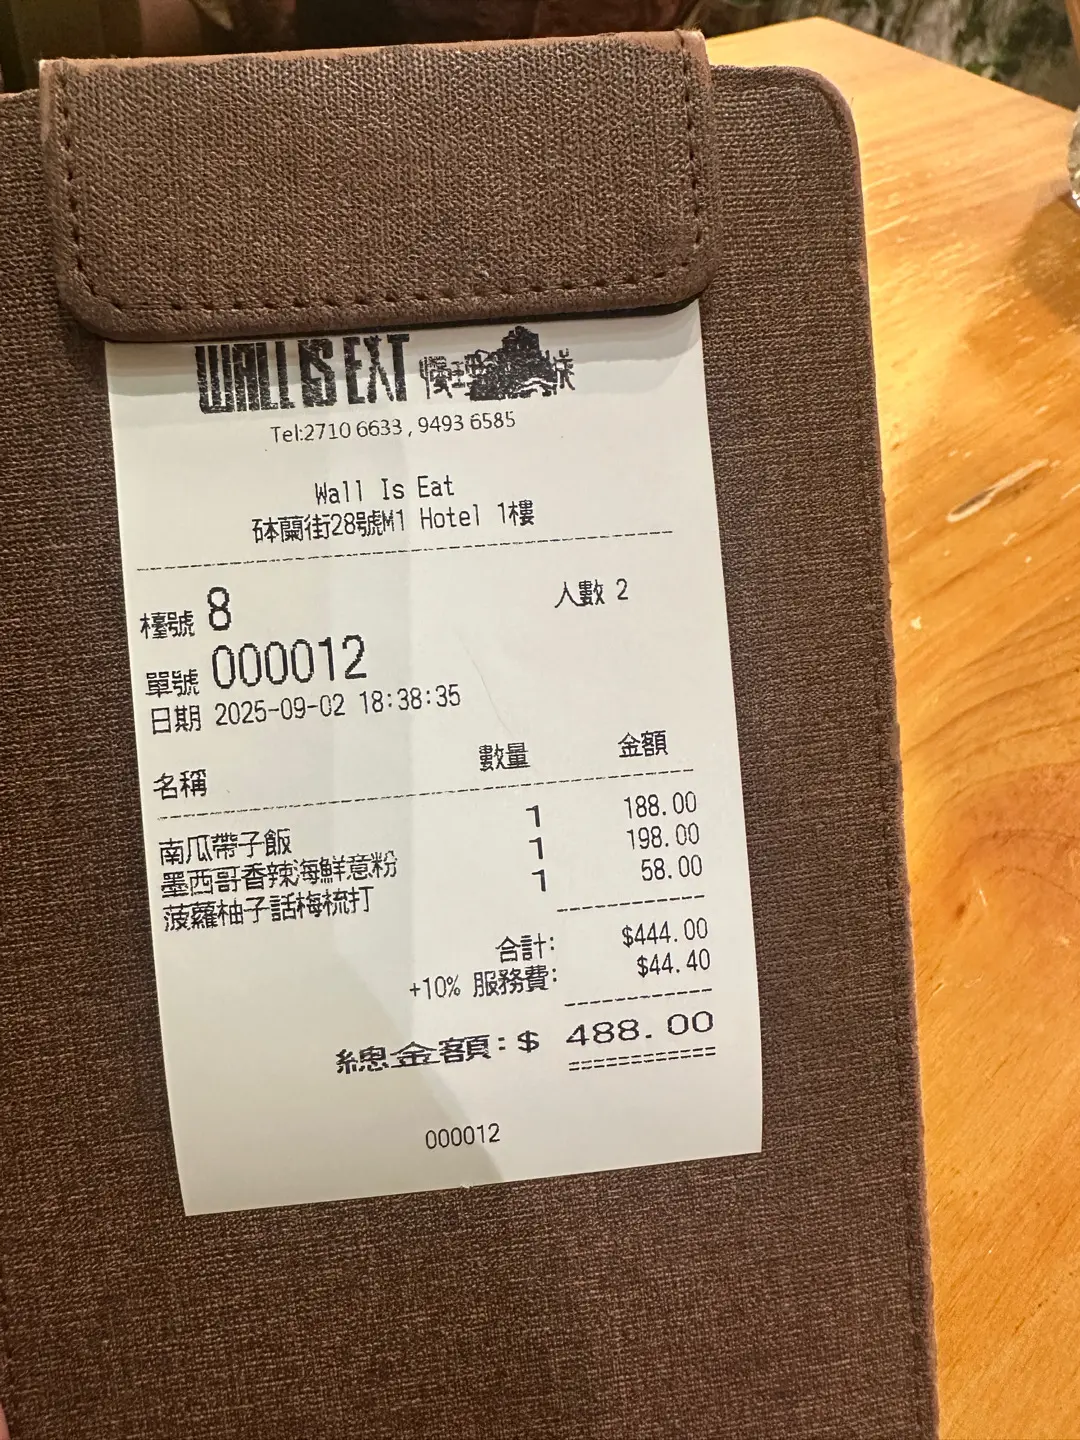 WALL IS EAT 慢
Tel:2710 6633 , 9493 6585
Wall Is Eat
砵蘭街28號M1 Hotel 1樓
檯號 8 人數 2
單號 000012
日期 2025-09-02 18:38:35
名稱 數量 金額
南瓜帶子飯 1 188.00
墨西哥香辣海鮮意粉 1 198.00
菠蘿柚子話梅梳打 1 58.00
合計: $444.00
+10% 服務費: $44.40
總金額:$ 488.00
000012